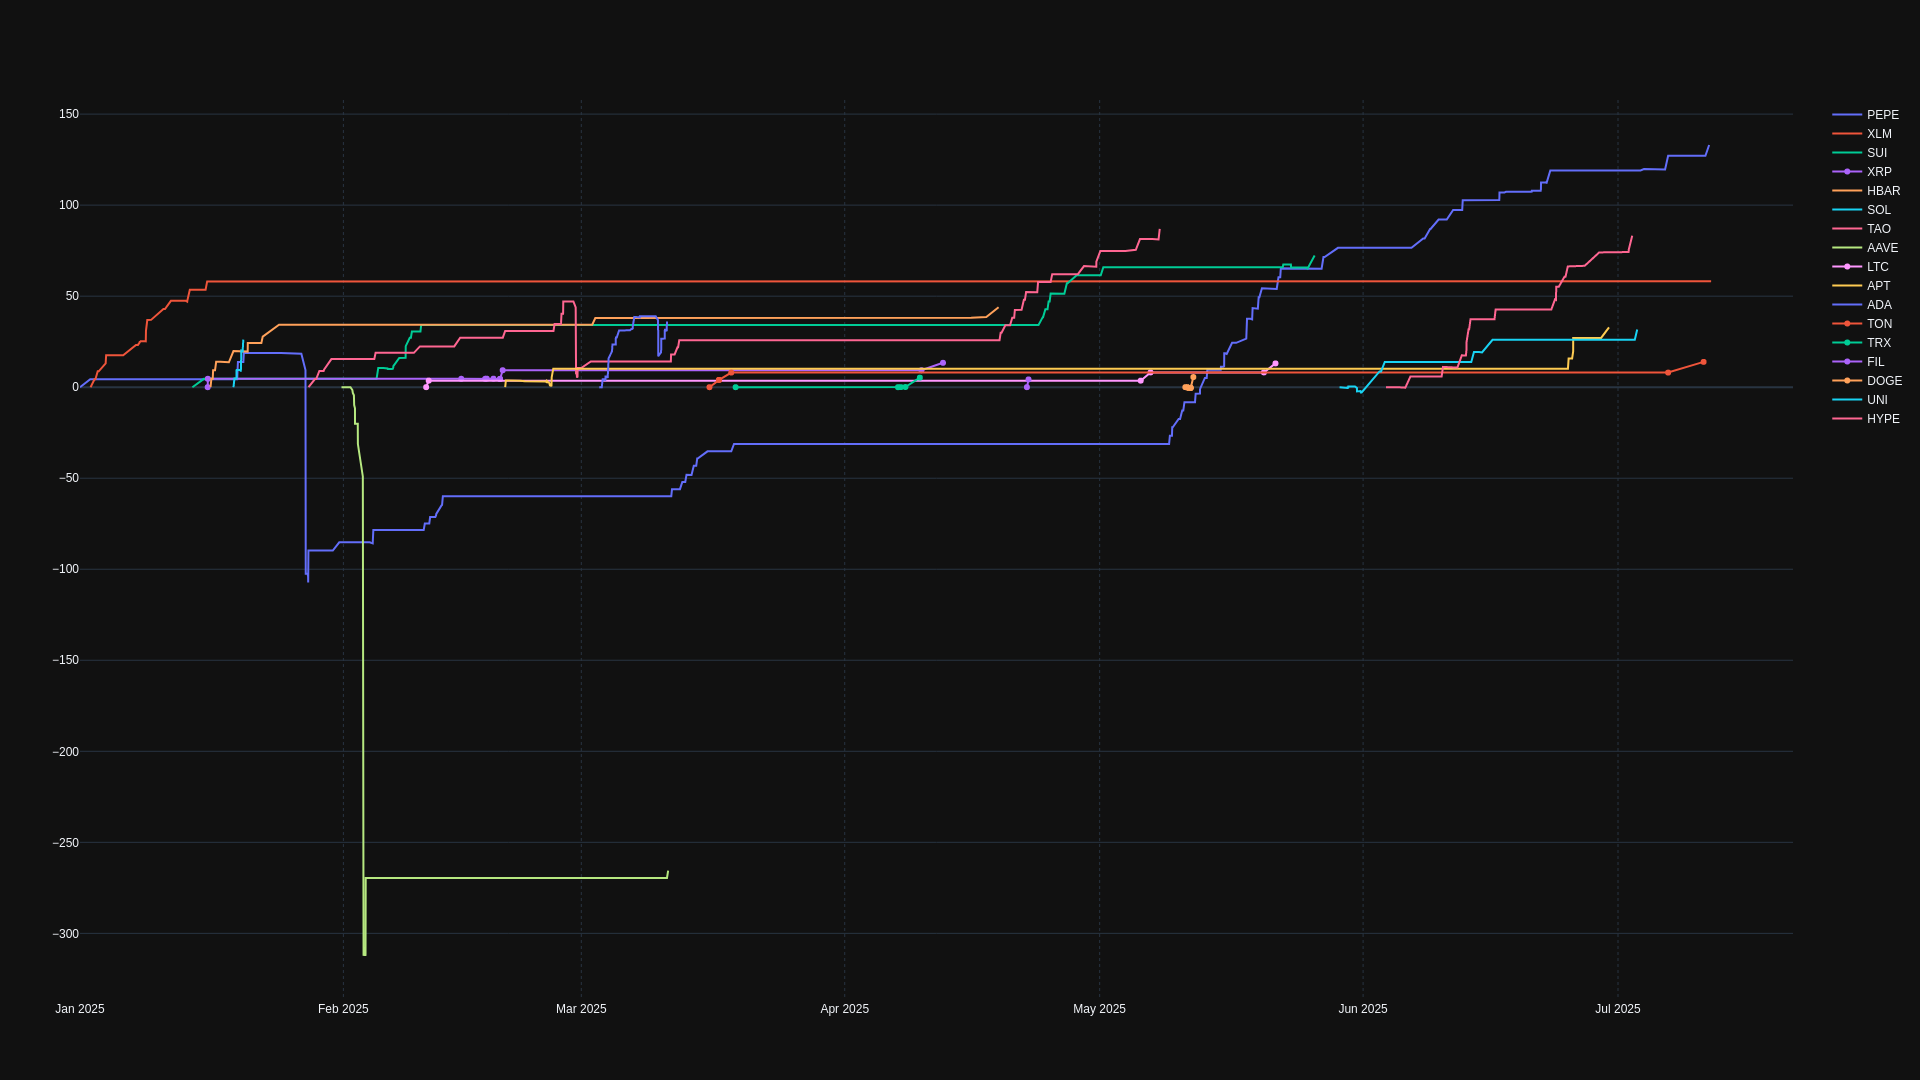 150
100
50
0
−50
−100
−150
−200
−250
−300
Jan 2025
Feb 2025
Mar 2025
Apr 2025
May 2025
Jun 2025
Jul 2025
PEPE
XLM
SUI
XRP
HBAR
SOL
TAO
AAVE
LTC
APT
ADA
TON
TRX
FIL
DOGE
UNI
HYPE